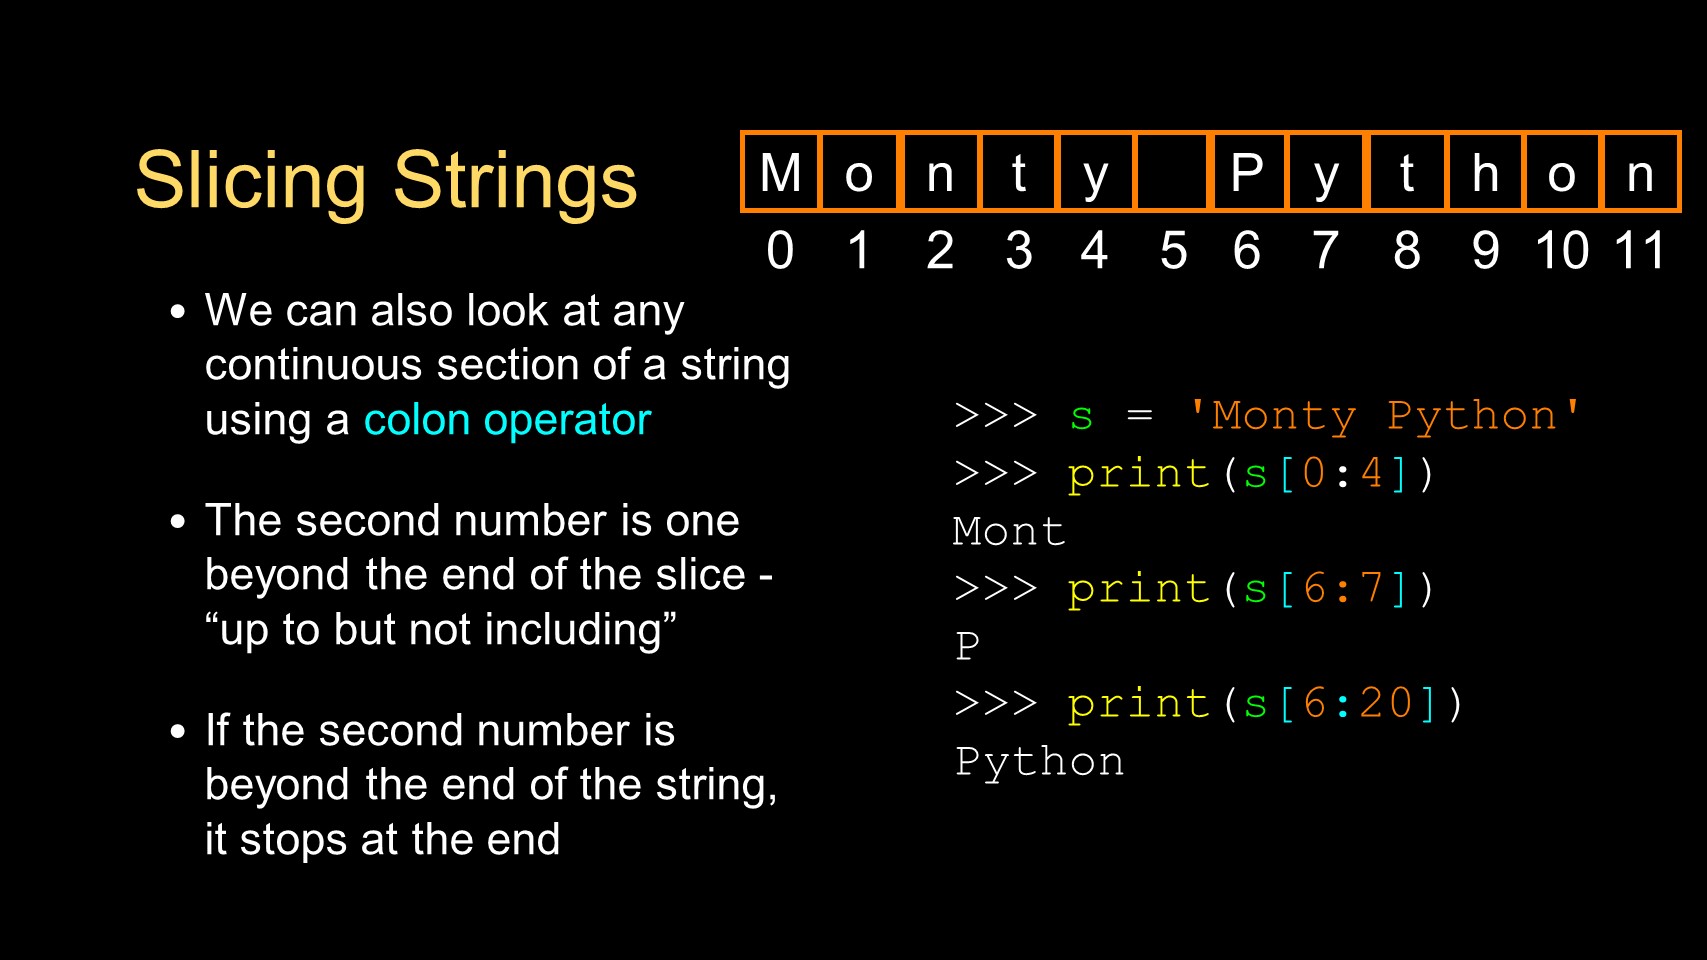 Slicing Strings
M o n t y P y t h o n
0 1 2 3 4 5 6 7 8 9 10 11
• We can also look at any
continuous section of a string
using a colon operator
• The second number is one
beyond the end of the slice -
“up to but not including”
• If the second number is
beyond the end of the string,
it stops at the end
>>> s = 'Monty Python'
>>> print(s[0:4])
Mont
>>> print(s[6:7])
P
>>> print(s[6:20])
Python